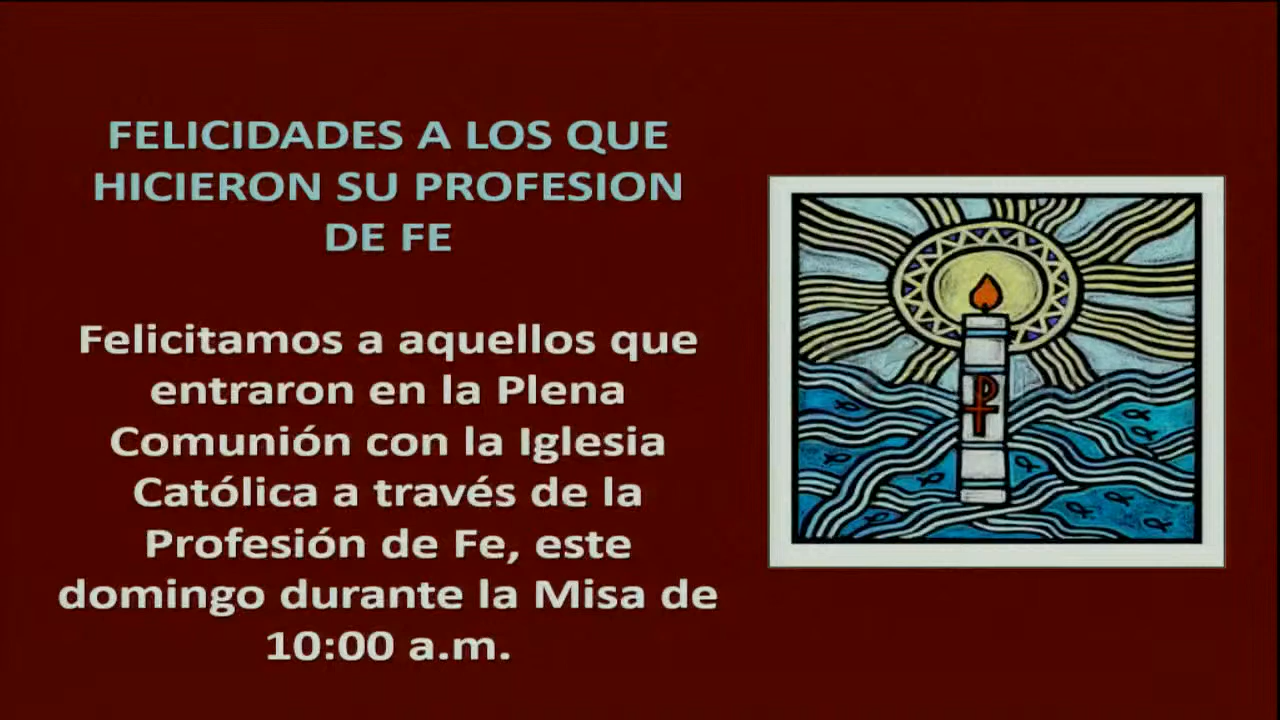 FELICIDADES A LOS QUE
HICIERON SU PROFESION
DE FE
Felicitamos a aquellos que
entraron en la Plena
Comunión con la Iglesia
Católica a través de la
Profesión de Fe, este
domingo durante la Misa de
10:00 a.m.